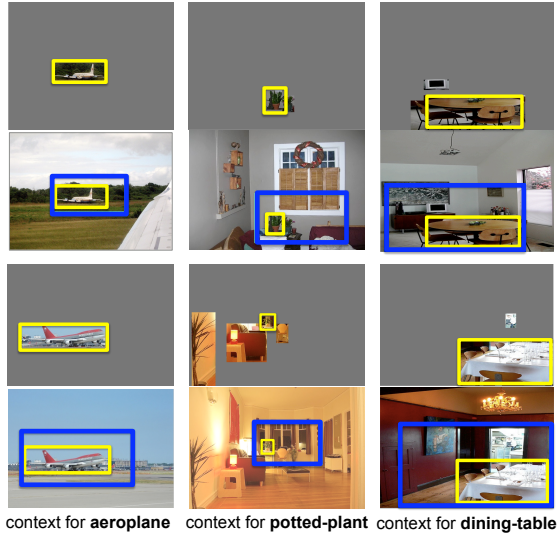 context for aeroplane
context for potted-plant
context for dining-table